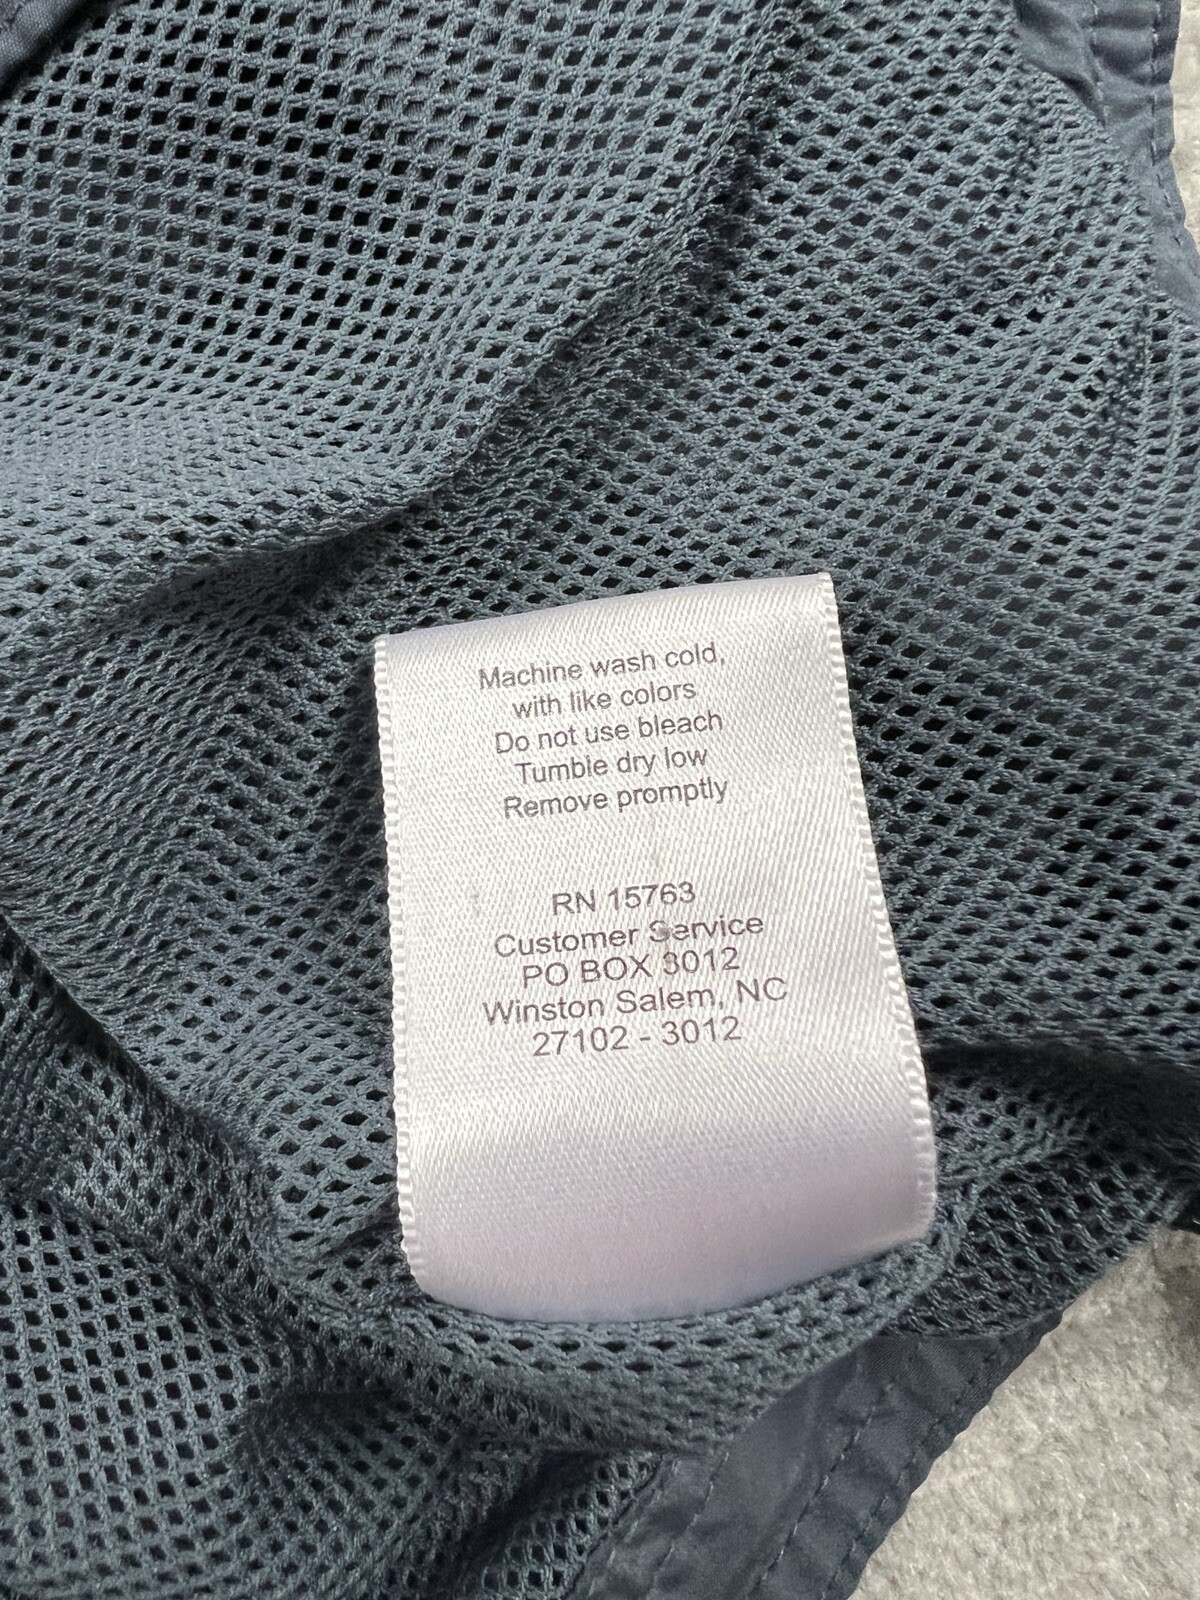 Machine wash cold,
with like colors
Do not use bleach
Tumble dry low
Remove promptly
RN 15763
Customer Service
PO BOX 3012
Winston Salem, NC
27102 - 3012